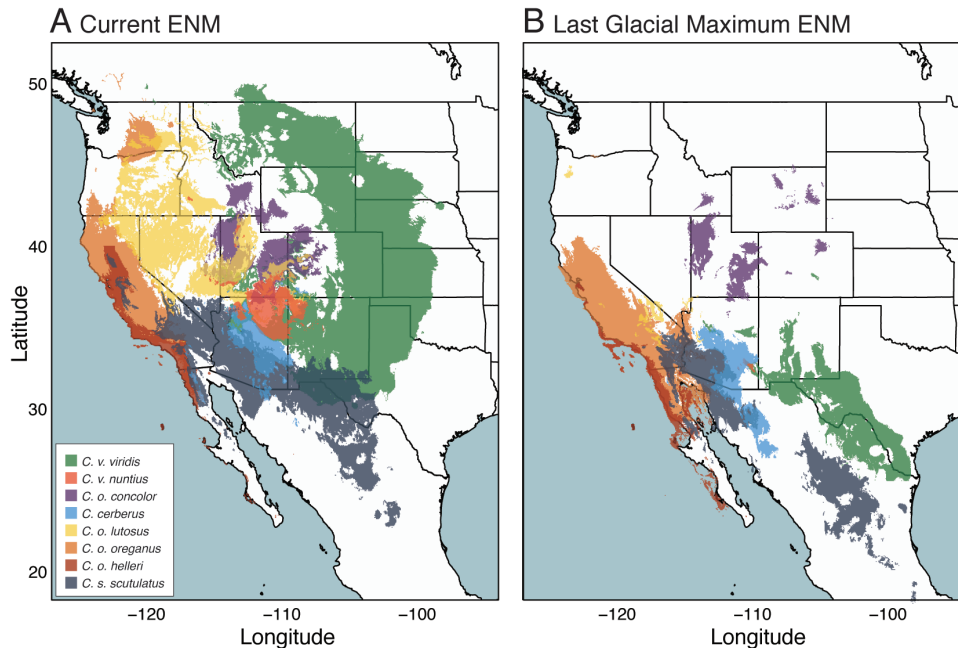 A Current ENM
B Last Glacial Maximum ENM
Latitude
50
40
30
20
C. v. viridis
C. v. nuntius
C. o. concolor
C. cerberus
C. o. lutosus
C. o. oreganus
C. o. helleri
C. s. scutulatus
−120
−110
−100
−120
−110
−100
Longitude
Longitude